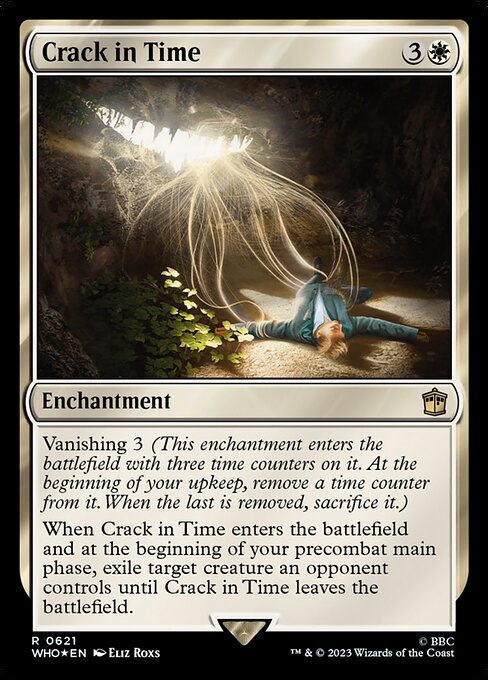 Crack in Time 3
Enchantment
Vanishing 3 (This enchantment enters the
battlefield with three time counters on it. At the
beginning of your upkeep, remove a time counter
from it. When the last is removed, sacrifice it.)
When Crack in Time enters the battlefield
and at the beginning of your precombat main
phase, exile target creature an opponent
controls until Crack in Time leaves the
battlefield.
R 0621
WHO★EN Eliz Roxs
© BBC
™ & © 2023 Wizards of the Coast